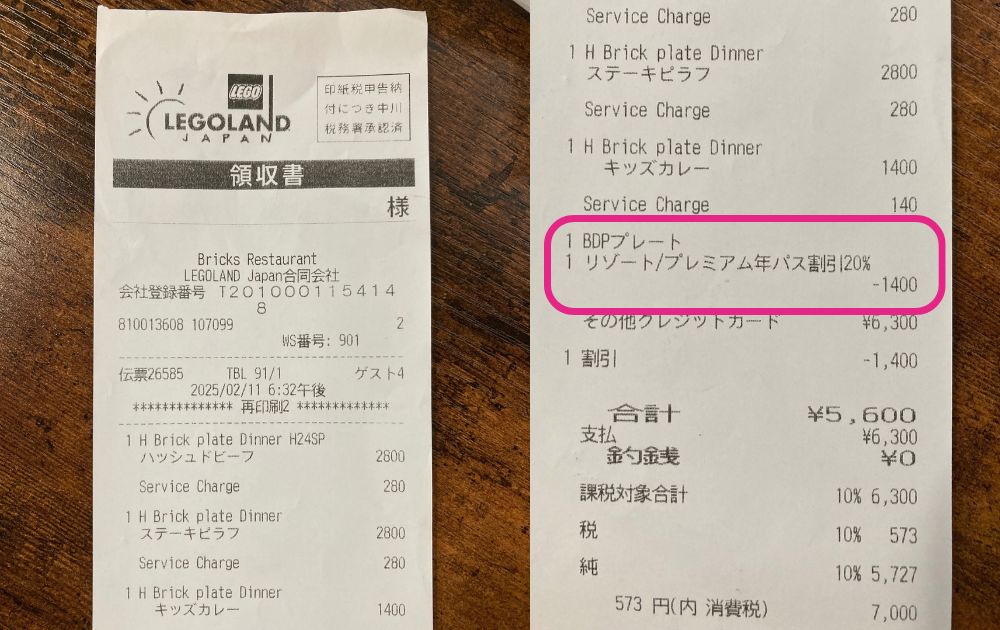 LEGO
LEGOLAND
JAPAN
印紙税申告納
付につき中川
税務署承認済
領収書
様
Bricks Restaurant
LEGOLAND Japan合同会社
会社登録番号 T201000115414
8
810013608 107099 2
WS番号: 901
伝票26585 TBL 91/1 ゲスト4
2025/02/11 6:32午後
************** 再印刷2 *************
1 H Brick plate Dinner H24SP
ハッシュドビーフ 2800
Service Charge 280
1 H Brick plate Dinner
ステーキピラフ 2800
Service Charge 280
1 H Brick plate Dinner
キッズカレー 1400
Service Charge 280
1 H Brick plate Dinner
ステーキピラフ 2800
Service Charge 280
1 H Brick plate Dinner
キッズカレー 1400
Service Charge 140
1 BDPプレート
1 リゾート/プレミアム年パス割引20%
-1400
その他クレジットカード ¥6,300
1 割引 -1,400
合計 ¥5,600
支払 ¥6,300
釣銭 ¥0
課税対象合計 10% 6,300
税 10% 573
純 10% 5,727
573 円(内 消費税) 7,000